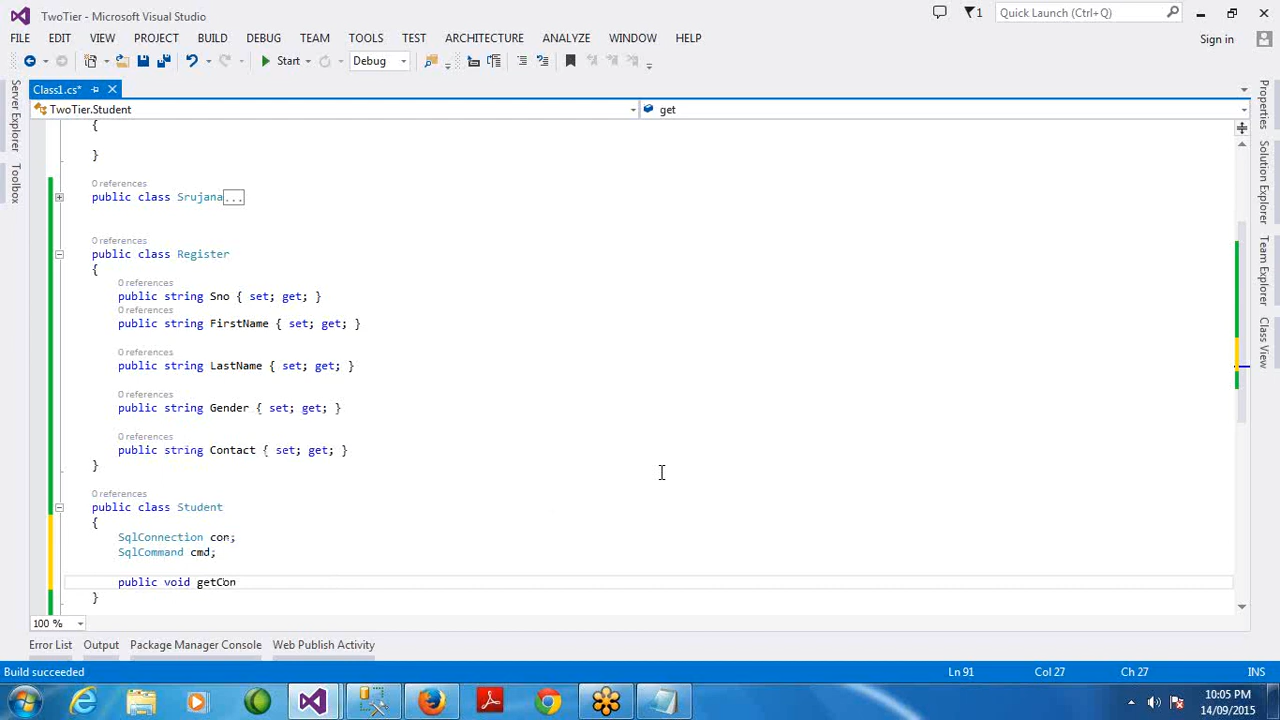 TwoTier - Microsoft Visual Studio
1
Quick Launch (Ctrl+Q)
FILE EDIT VIEW PROJECT BUILD DEBUG TEAM TOOLS TEST ARCHITECTURE ANALYZE WINDOW HELP
Sign in
Start
Debug
Class1.cs*
TwoTier.Student
get
Server Explorer
Toolbox
{
}
0 references
public class Srujana...
0 references
public class Register
{
0 references
public string Sno { set; get; }
0 references
public string FirstName { set; get; }
0 references
public string LastName { set; get; }
0 references
public string Gender { set; get; }
0 references
public string Contact { set; get; }
}
0 references
public class Student
{
SqlConnection con;
SqlCommand cmd;
public void getCon
}
Properties
Solution Explorer
Team Explorer
Class View
100 %
Error List Output Package Manager Console Web Publish Activity
Build succeeded
Ln 91 Col 27 Ch 27 INS
10:05 PM
14/09/2015